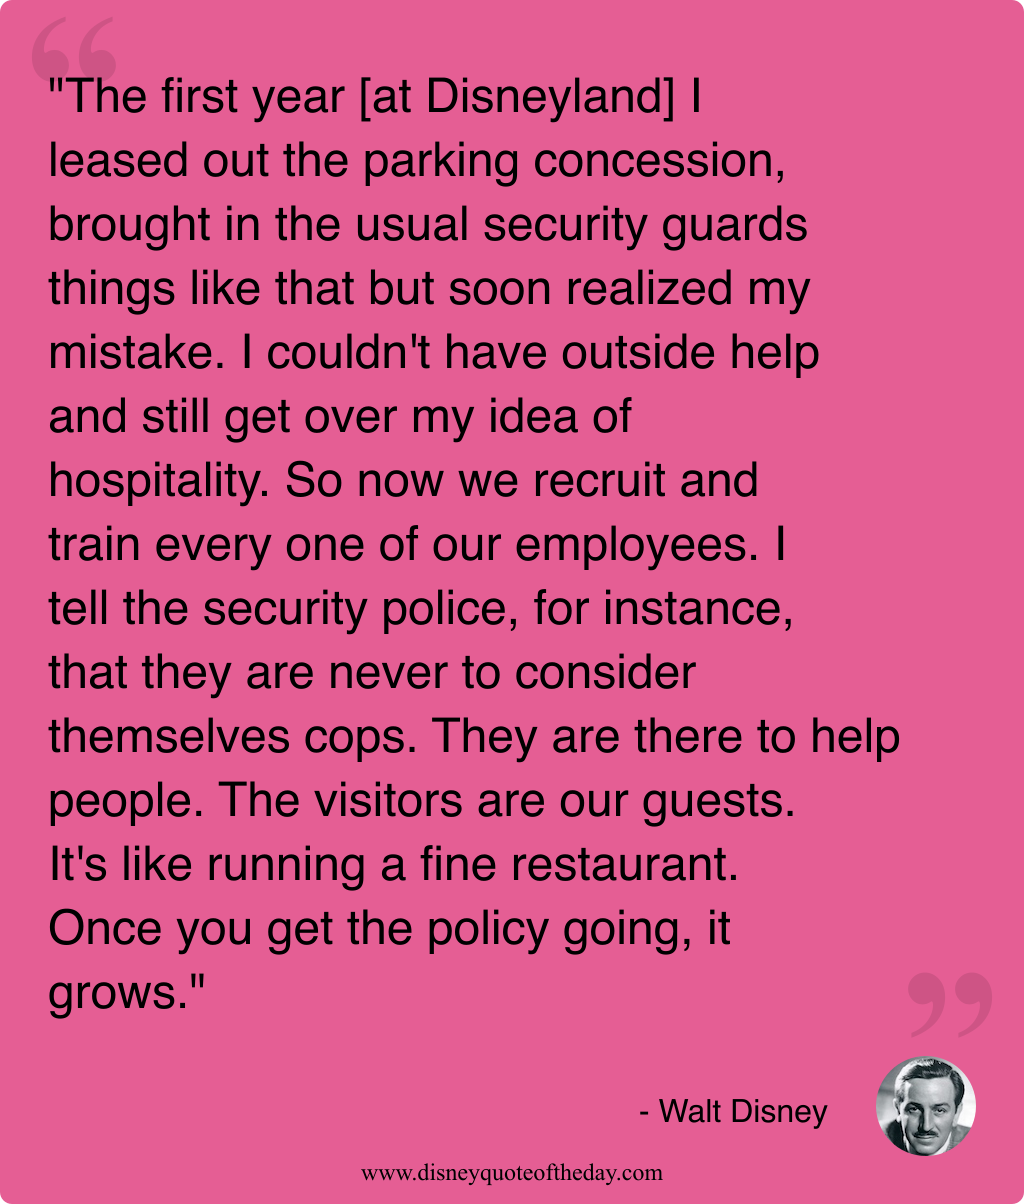 "The first year [at Disneyland] I
leased out the parking concession,
brought in the usual security guards
things like that but soon realized my
mistake. I couldn't have outside help
and still get over my idea of
hospitality. So now we recruit and
train every one of our employees. I
tell the security police, for instance,
that they are never to consider
themselves cops. They are there to help
people. The visitors are our guests.
It's like running a fine restaurant.
Once you get the policy going, it
grows."
- Walt Disney
www.disneyquoteoftheday.com